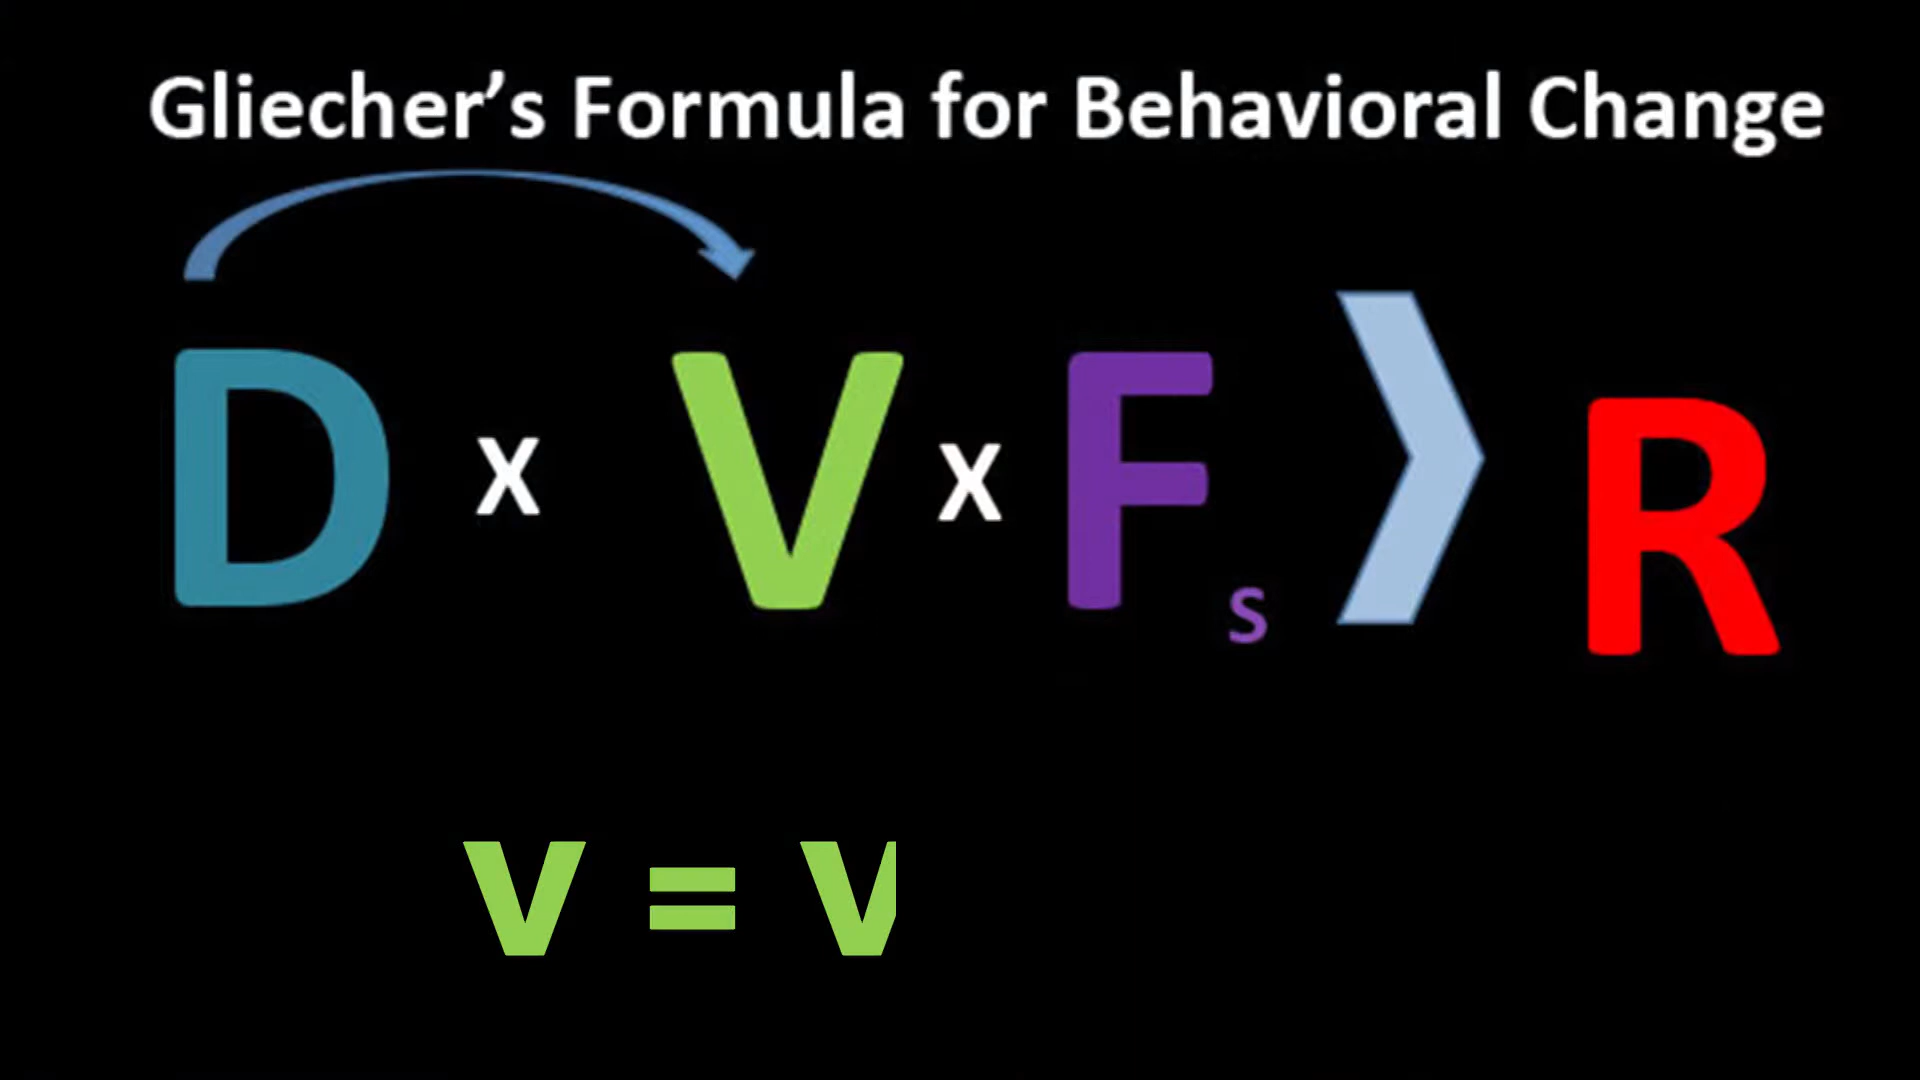 Gliecher’s Formula for Behavioral Change
D x V x F s > R
V = V